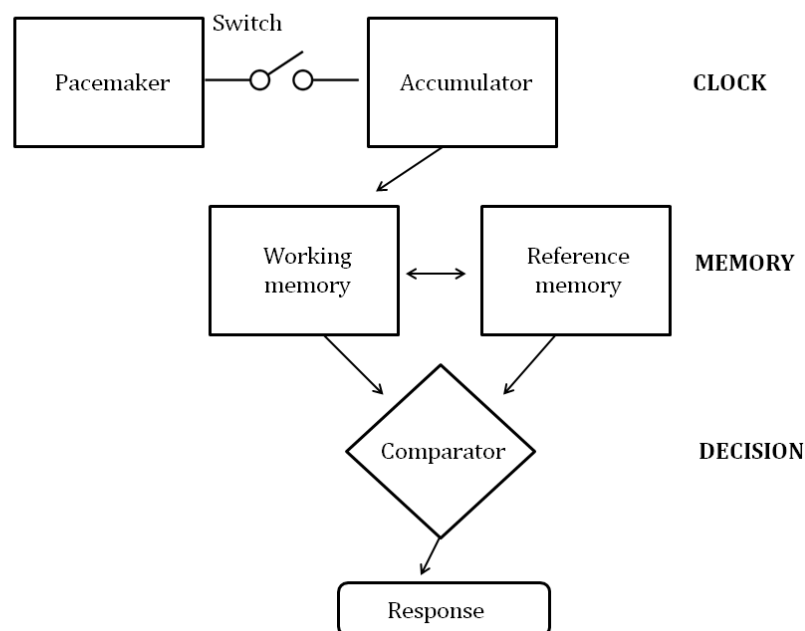 Switch
Pacemaker
Accumulator
CLOCK
Working
memory
Reference
memory
MEMORY
Comparator
DECISION
Response